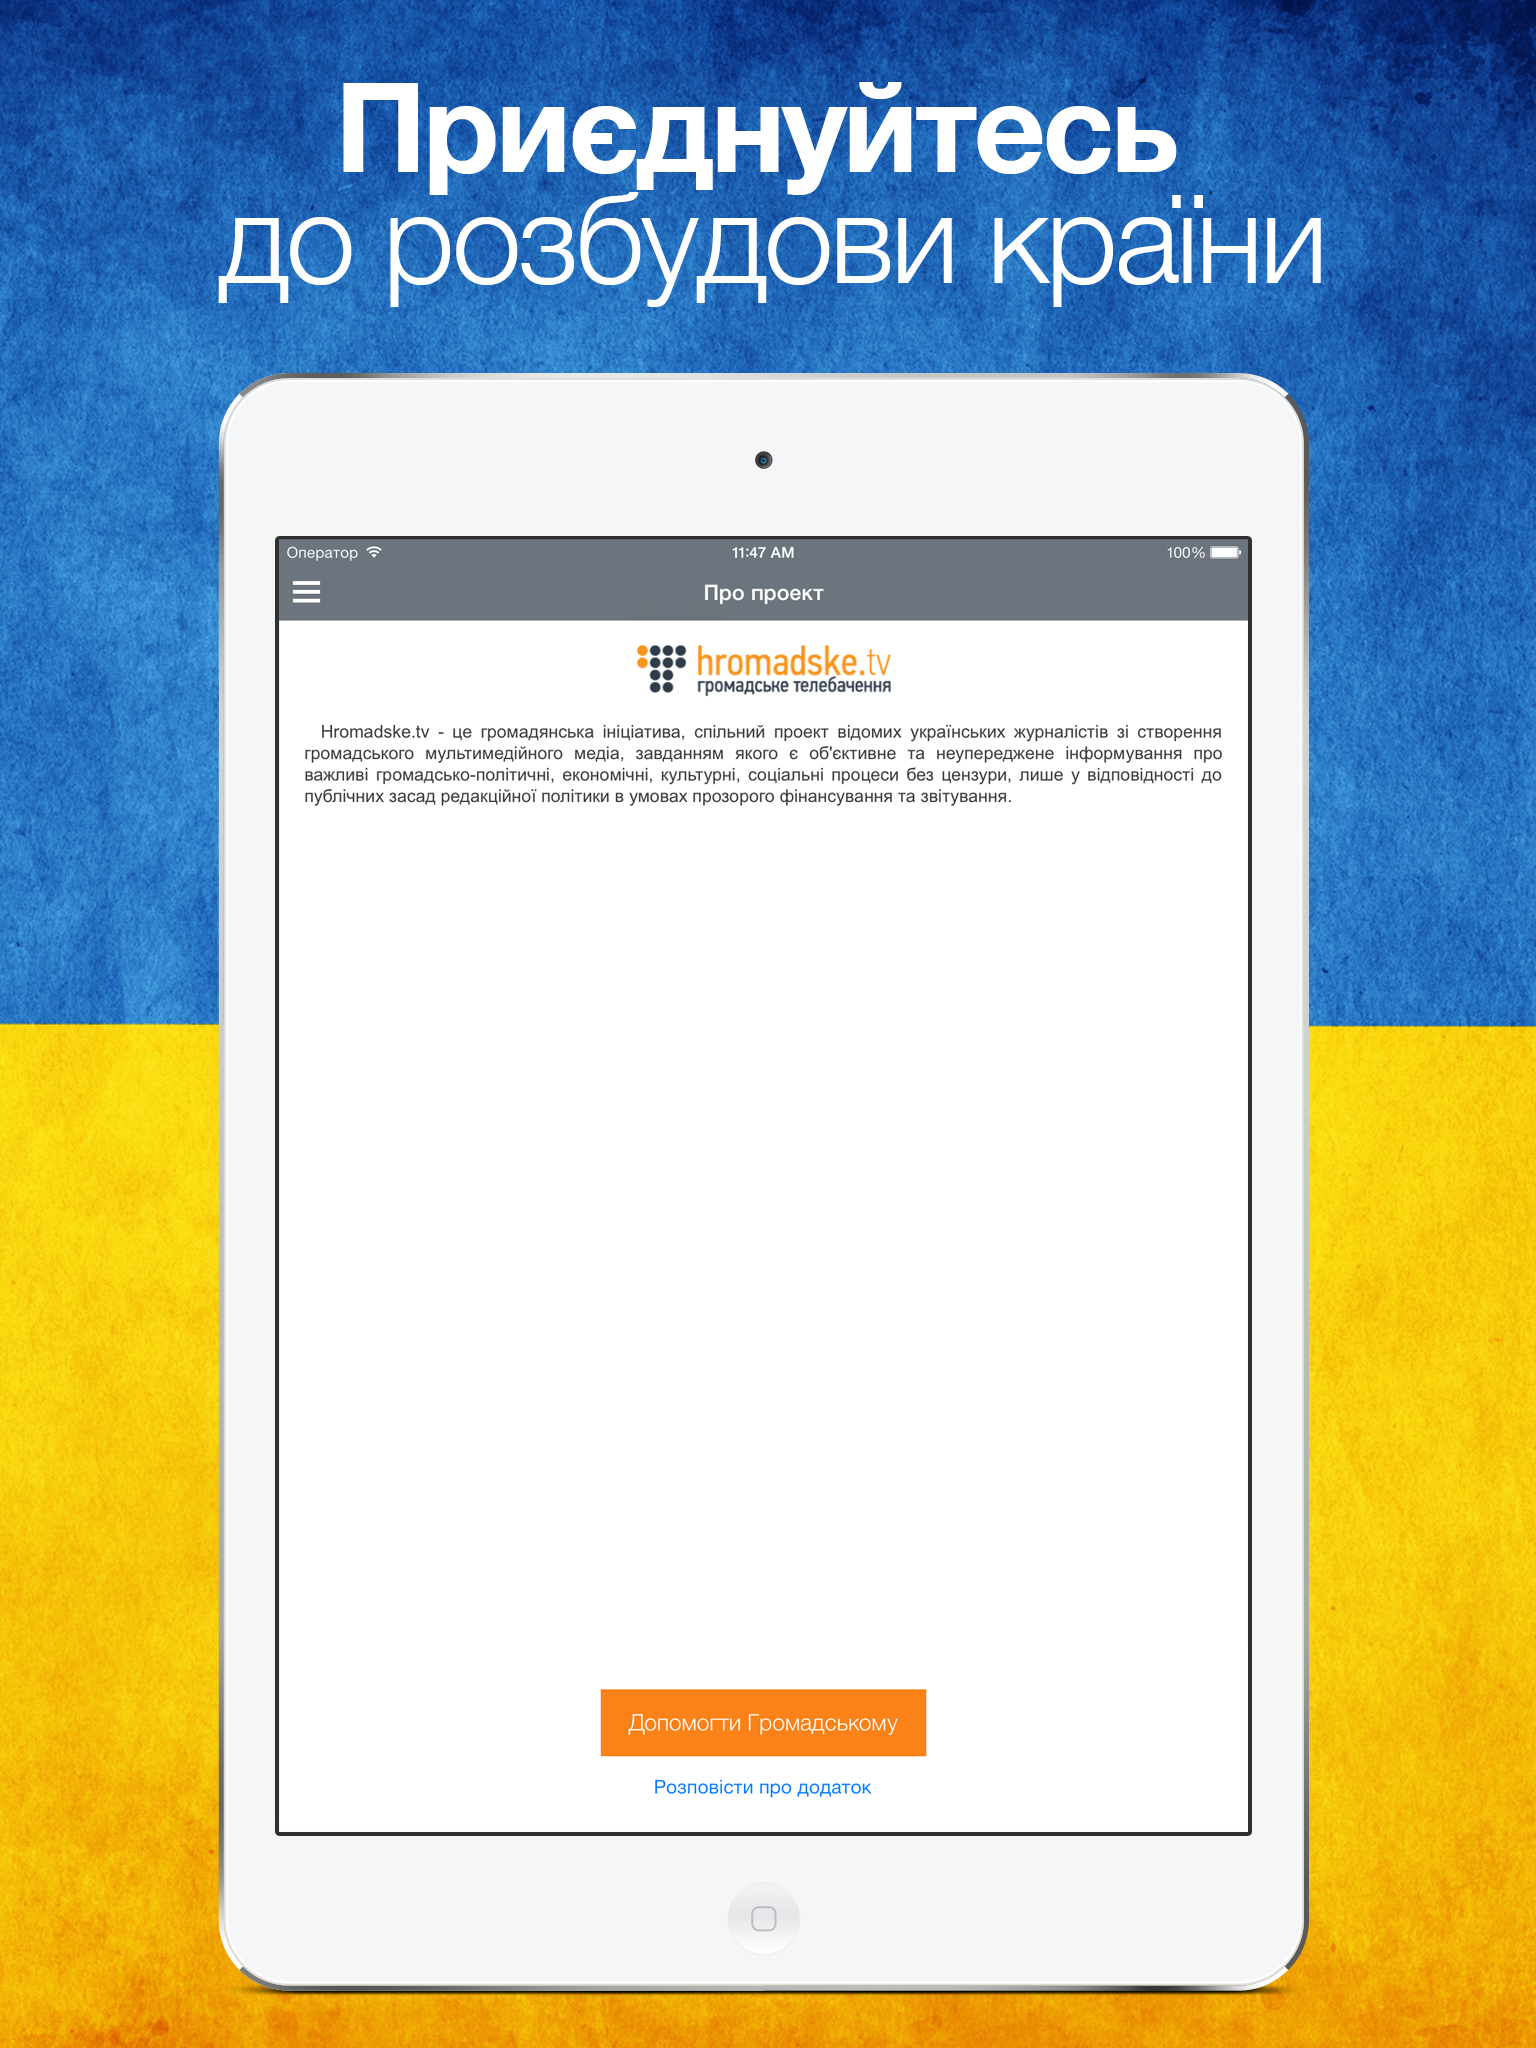 Приєднуйтесь
до розбудови країни
Оператор 11:47 AM 100%
Про проект
hromadske.tv
громадське телебачення
Hromadske.tv - це громадянська ініціатива, спільний проект відомих українських журналістів зі створення
громадського мультимедійного медіа, завданням якого є об'єктивне та неупереджене інформування про
важливі громадсько-політичні, економічні, культурні, соціальні процеси без цензури, лише у відповідності до
публічних засад редакційної політики в умовах прозорого фінансування та звітування.
Допомогти Громадському
Розповісти про додаток